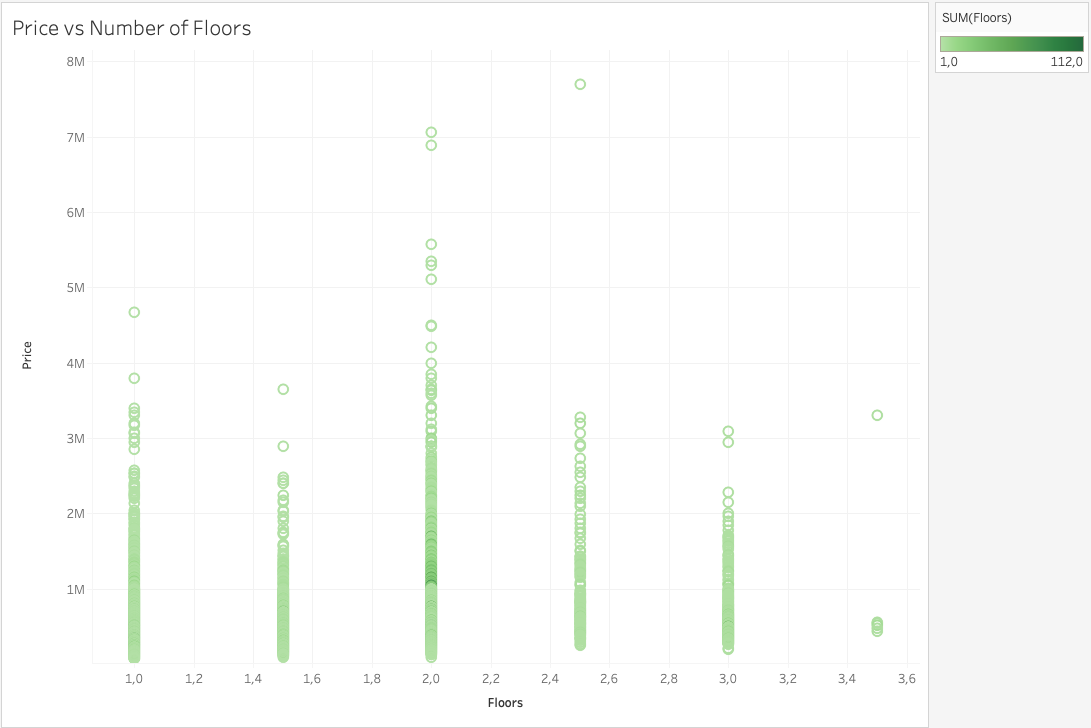 Price vs Number of Floors
SUM(Floors)
1,0 112,0
8M
7M
6M
5M
4M
3M
2M
1M
Price
1,0 1,2 1,4 1,6 1,8 2,0 2,2 2,4 2,6 2,8 3,0 3,2 3,4 3,6
Floors